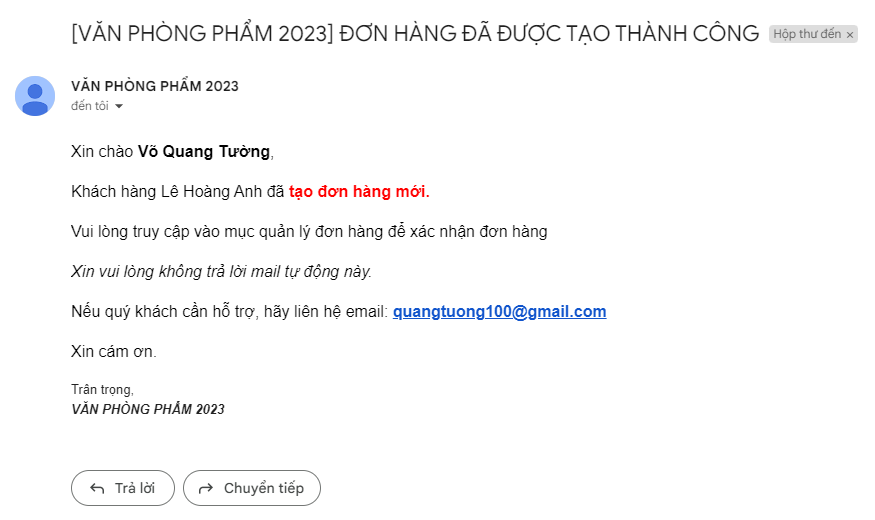 [VĂN PHÒNG PHẨM 2023] ĐƠN HÀNG ĐÃ ĐƯỢC TẠO THÀNH CÔNG Hộp thư đến ×
VĂN PHÒNG PHẨM 2023
đến tôi
Xin chào Võ Quang Tường,
Khách hàng Lê Hoàng Anh đã tạo đơn hàng mới.
Vui lòng truy cập vào mục quản lý đơn hàng để xác nhận đơn hàng
Xin vui lòng không trả lời mail tự động này.
Nếu quý khách cần hỗ trợ, hãy liên hệ email: quangtuong100@gmail.com
Xin cám ơn.
Trân trọng,
VĂN PHÒNG PHẨM 2023
Trả lời Chuyển tiếp